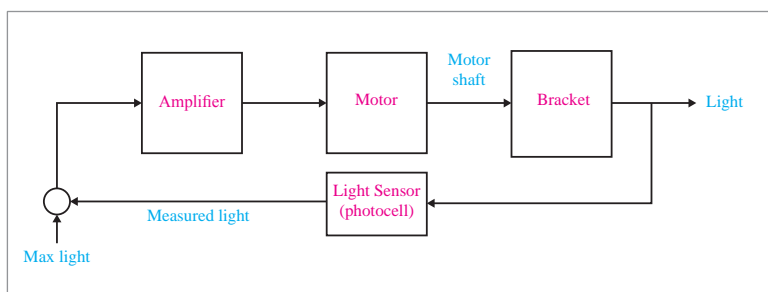 Motor
shaft
Amplifier
Motor
Bracket
Light
Light Sensor
(photocell)
Measured light
Max light